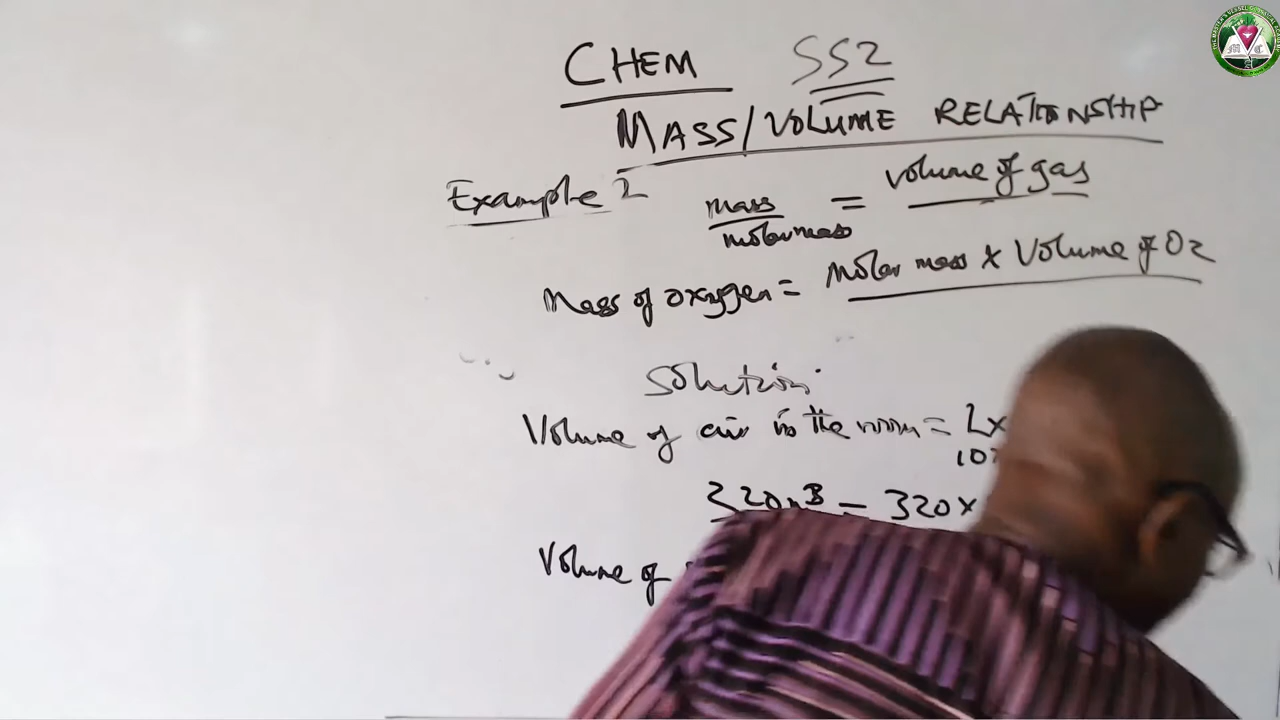 CHEM SS2
MASS/VOLUME RELATIONSHIP
Example 2 mass = volume of gas
molar mass
Mass of oxygen = Molar mass x Volume of O2
Solution
Volume of air in the room = Lx
10
320m3 = 320x
Volume of